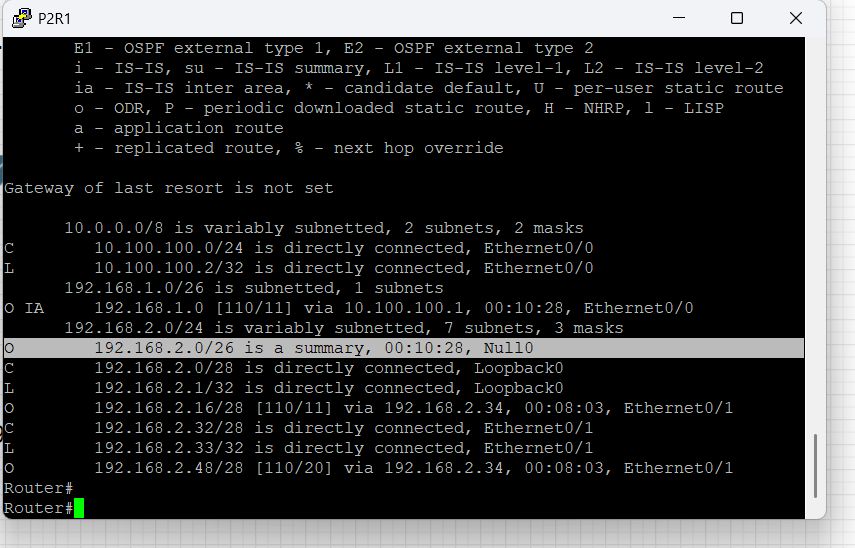 P2R1
E1 - OSPF external type 1, E2 - OSPF external type 2
i - IS-IS, su - IS-IS summary, L1 - IS-IS level-1, L2 - IS-IS level-2
ia - IS-IS inter area, * - candidate default, U - per-user static route
o - ODR, P - periodic downloaded static route, H - NHRP, l - LISP
a - application route
+ - replicated route, % - next hop override
Gateway of last resort is not set
10.0.0.0/8 is variably subnetted, 2 subnets, 2 masks
C 10.100.100.0/24 is directly connected, Ethernet0/0
L 10.100.100.2/32 is directly connected, Ethernet0/0
192.168.1.0/26 is subnetted, 1 subnets
O IA 192.168.1.0 [110/11] via 10.100.100.1, 00:10:28, Ethernet0/0
192.168.2.0/24 is variably subnetted, 7 subnets, 3 masks
O 192.168.2.0/26 is a summary, 00:10:28, Null0
C 192.168.2.0/28 is directly connected, Loopback0
L 192.168.2.1/32 is directly connected, Loopback0
O 192.168.2.16/28 [110/11] via 192.168.2.34, 00:08:03, Ethernet0/1
C 192.168.2.32/28 is directly connected, Ethernet0/1
L 192.168.2.33/32 is directly connected, Ethernet0/1
O 192.168.2.48/28 [110/20] via 192.168.2.34, 00:08:03, Ethernet0/1
Router#
Router#